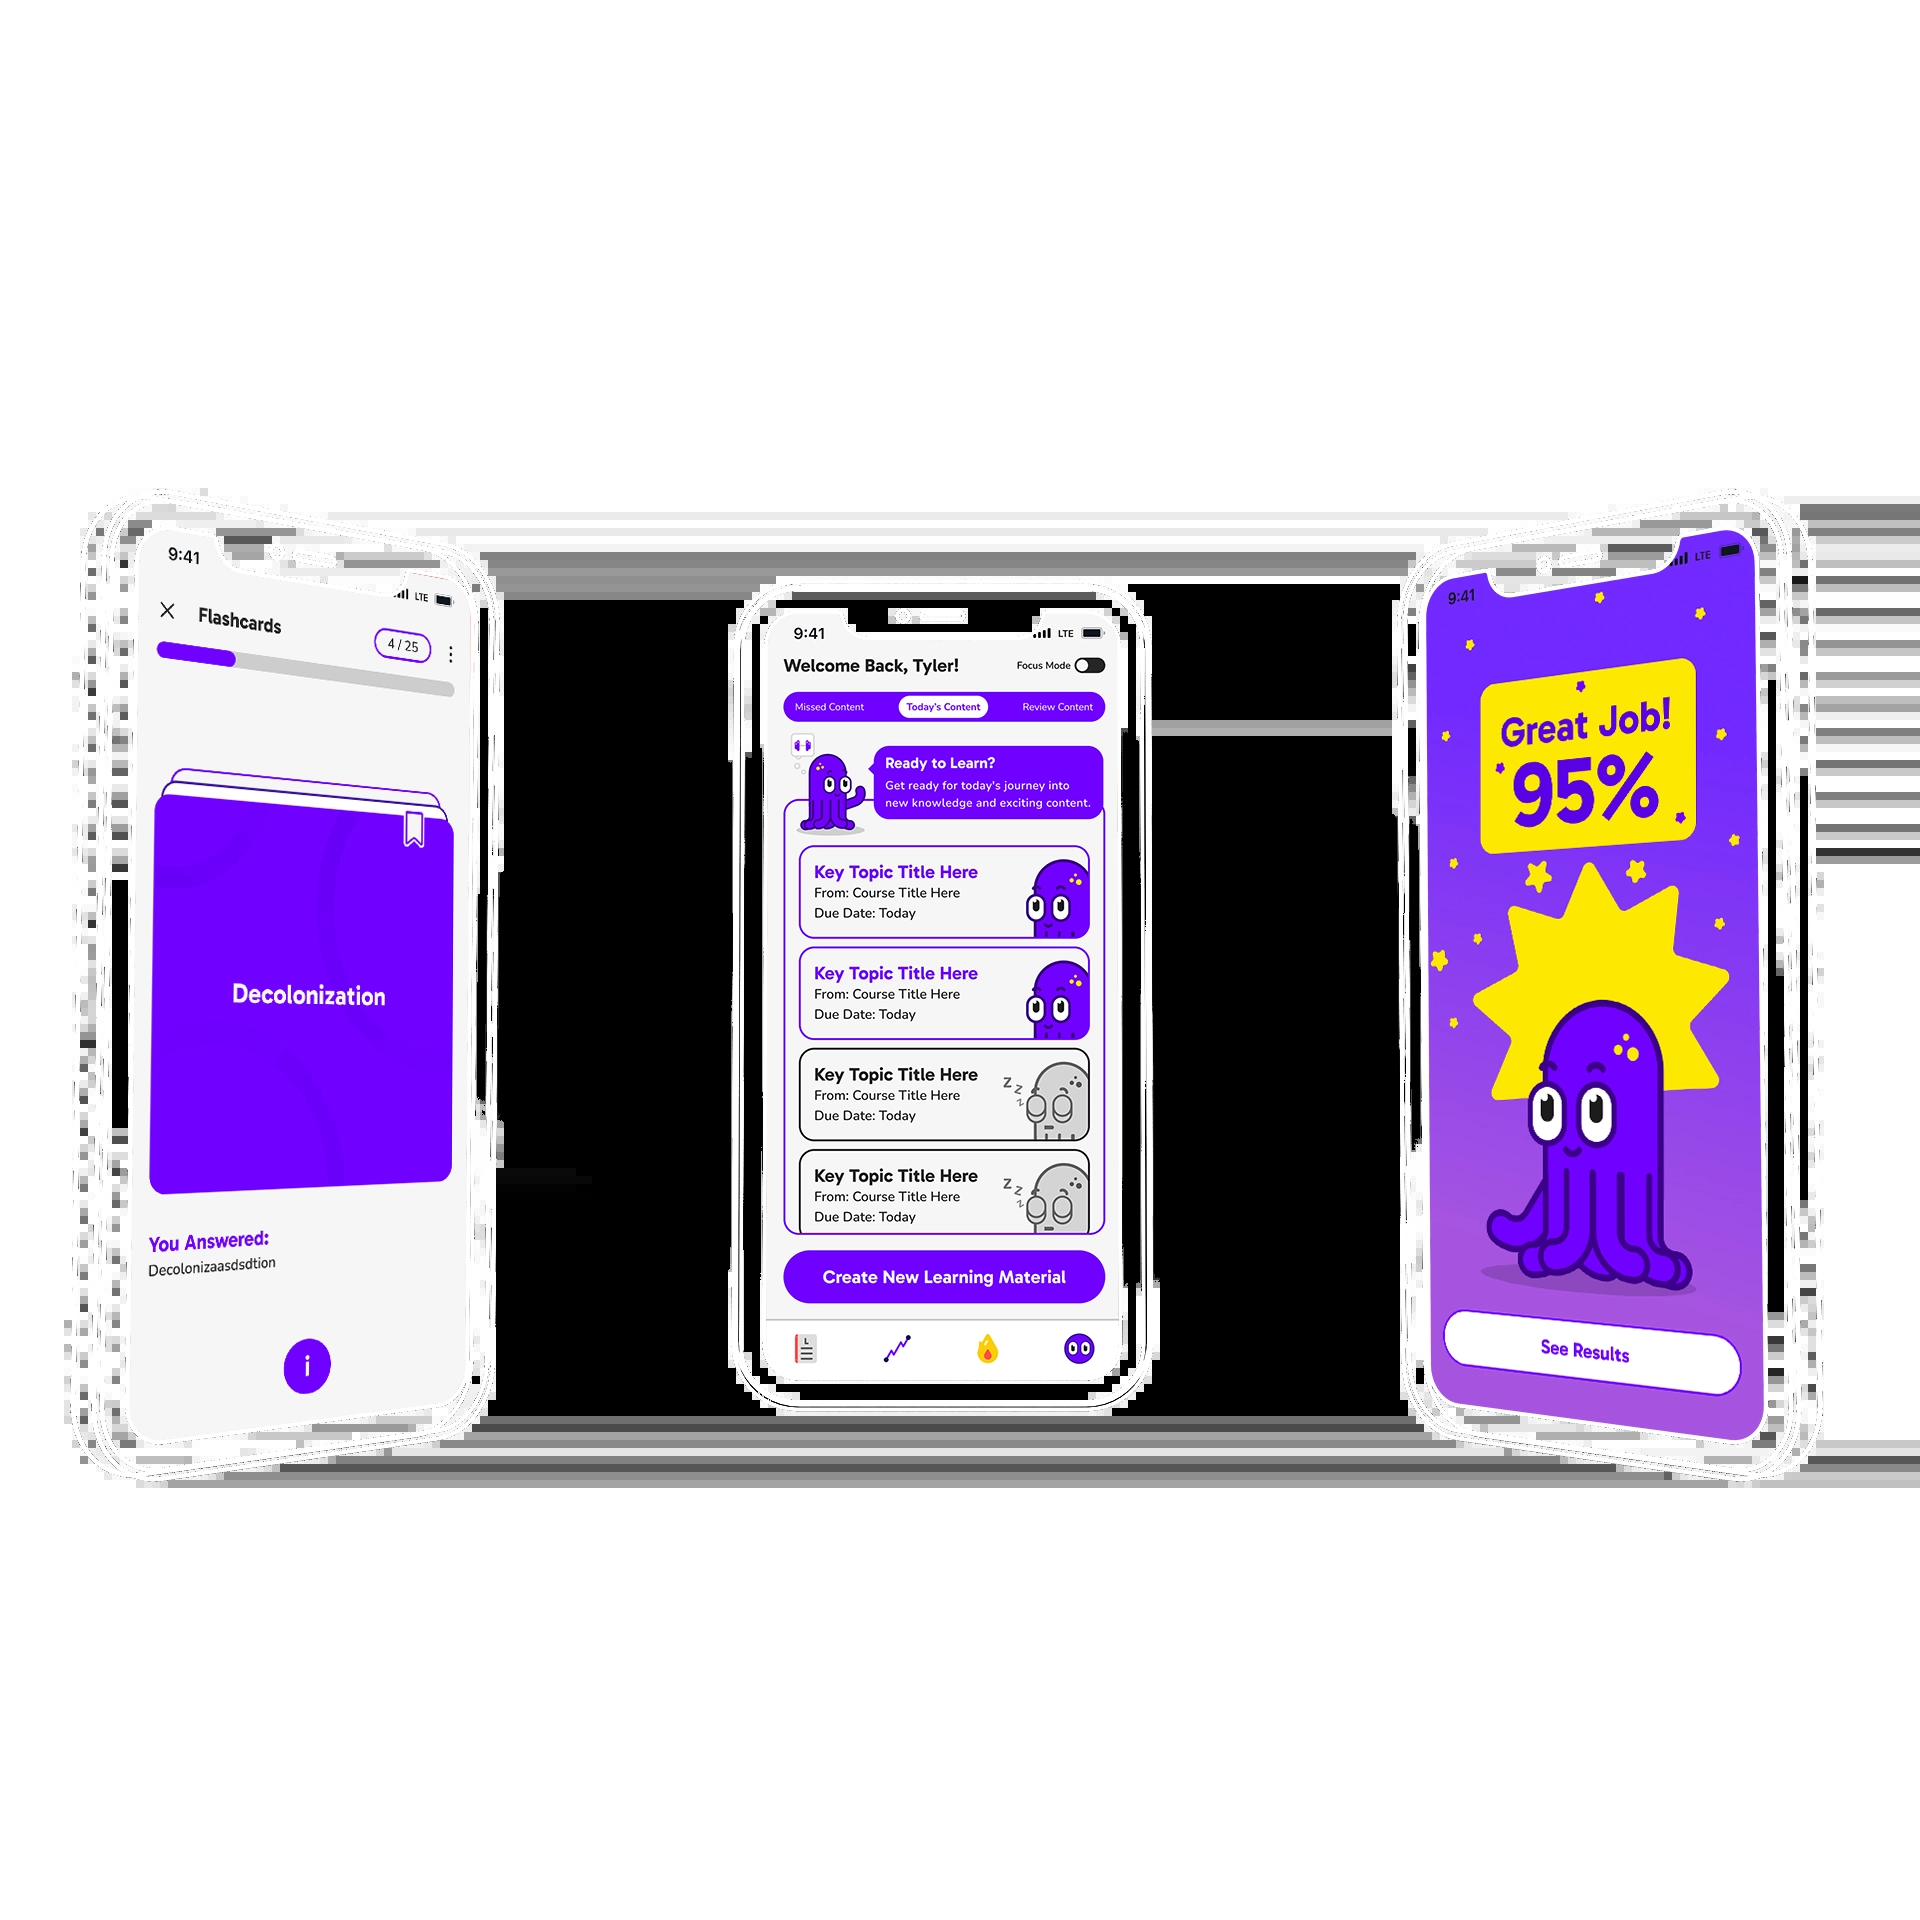 9:41
LTE
Flashcards
4 / 25
Decolonization
You Answered:
Decolonizaasdsdtion
i
9:41
LTE
Welcome Back, Tyler!
Focus Mode
Missed Content
Today's Content
Review Content
Ready to Learn?
Get ready for today's journey into
new knowledge and exciting content.
Key Topic Title Here
From: Course Title Here
Due Date: Today
Key Topic Title Here
From: Course Title Here
Due Date: Today
Key Topic Title Here
From: Course Title Here
Due Date: Today
z z z
Key Topic Title Here
From: Course Title Here
Due Date: Today
z z z
Create New Learning Material
L
9:41
LTE
Great Job!
95%
See Results